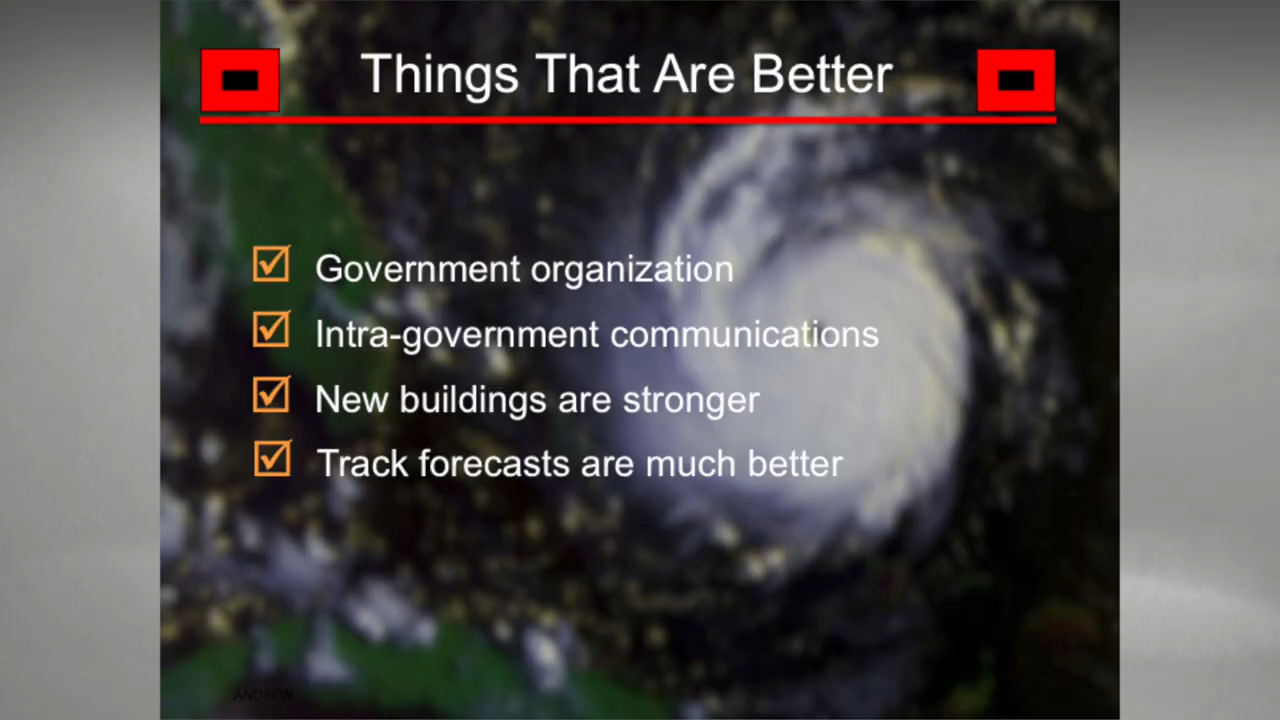 Things That Are Better
Government organization
Intra-government communications
New buildings are stronger
Track forecasts are much better
ANDREW